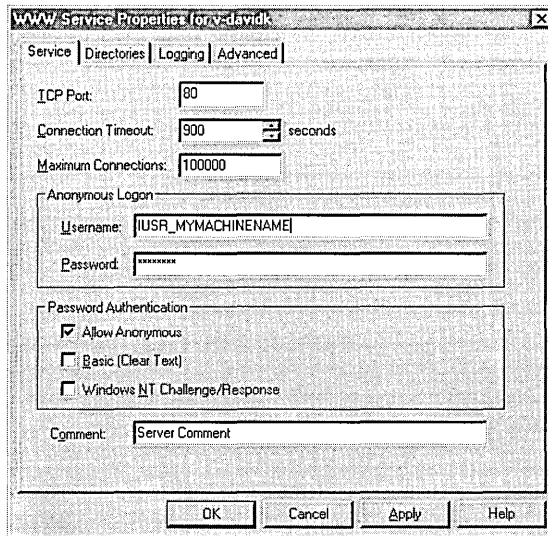 WWW Service Properties for v-davidk
Service Directories Logging Advanced
TCP Port: 80
Connection Timeout: 900 seconds
Maximum Connections: 100000
Anonymous Logon
Username: IUSR_MYMACHINENAME
Password: ********
Password Authentication
Allow Anonymous
Basic (Clear Text)
Windows NT Challenge/Response
Comment: Server Comment
OK Cancel Apply Help